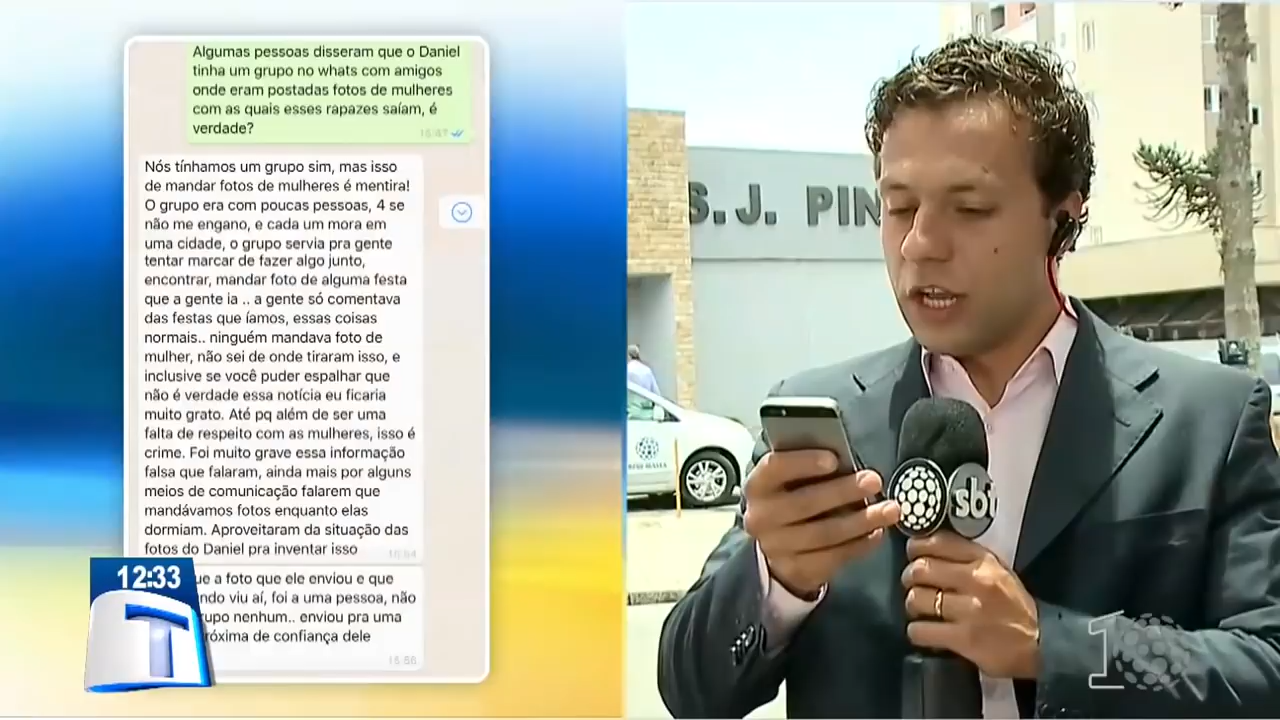 Algumas pessoas disseram que o Daniel
tinha um grupo no whats com amigos
onde eram postadas fotos de mulheres
com as quais esses rapazes saíam, é
verdade?
15:47
Nós tínhamos um grupo sim, mas isso
de mandar fotos de mulheres é mentira!
O grupo era com poucas pessoas, 4 se
não me engano, e cada um mora em
uma cidade, o grupo servia pra gente
tentar marcar de fazer algo junto,
encontrar, mandar foto de alguma festa
que a gente ia .. a gente só comentava
das festas que íamos, essas coisas
normais.. ninguém mandava foto de
mulher, não sei de onde tiraram isso, e
inclusive se você puder espalhar que
não é verdade essa notícia eu ficaria
muito grato. Até pq além de ser uma
falta de respeito com as mulheres, isso é
crime. Foi muito grave essa informação
falsa que falaram, ainda mais por alguns
meios de comunicação falarem que
mandávamos fotos enquanto elas
dormiam. Aproveitaram da situação das
fotos do Daniel pra inventar isso
15:54
ue a foto que ele enviou e que
ndo viu aí, foi a uma pessoa, não
rupo nenhum.. enviou pra uma
róxima de confiança dele
15:56
12:33
T
S.J. PIN
sbt
1